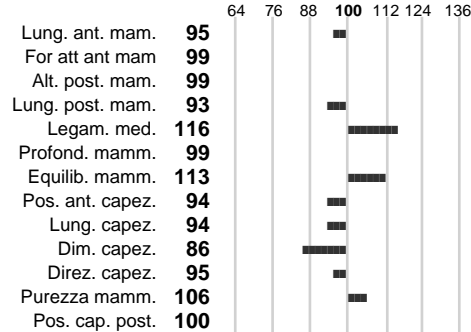 64 76 88 100 112 124 136
Lung. ant. mam. 95
For att ant mam 99
Alt. post. mam. 99
Lung. post. mam. 93
Legam. med. 116
Profond. mamm. 99
Equilib. mamm. 113
Pos. ant. capez. 94
Lung. capez. 94
Dim. capez. 86
Direz. capez. 95
Purezza mamm. 106
Pos. cap. post. 100